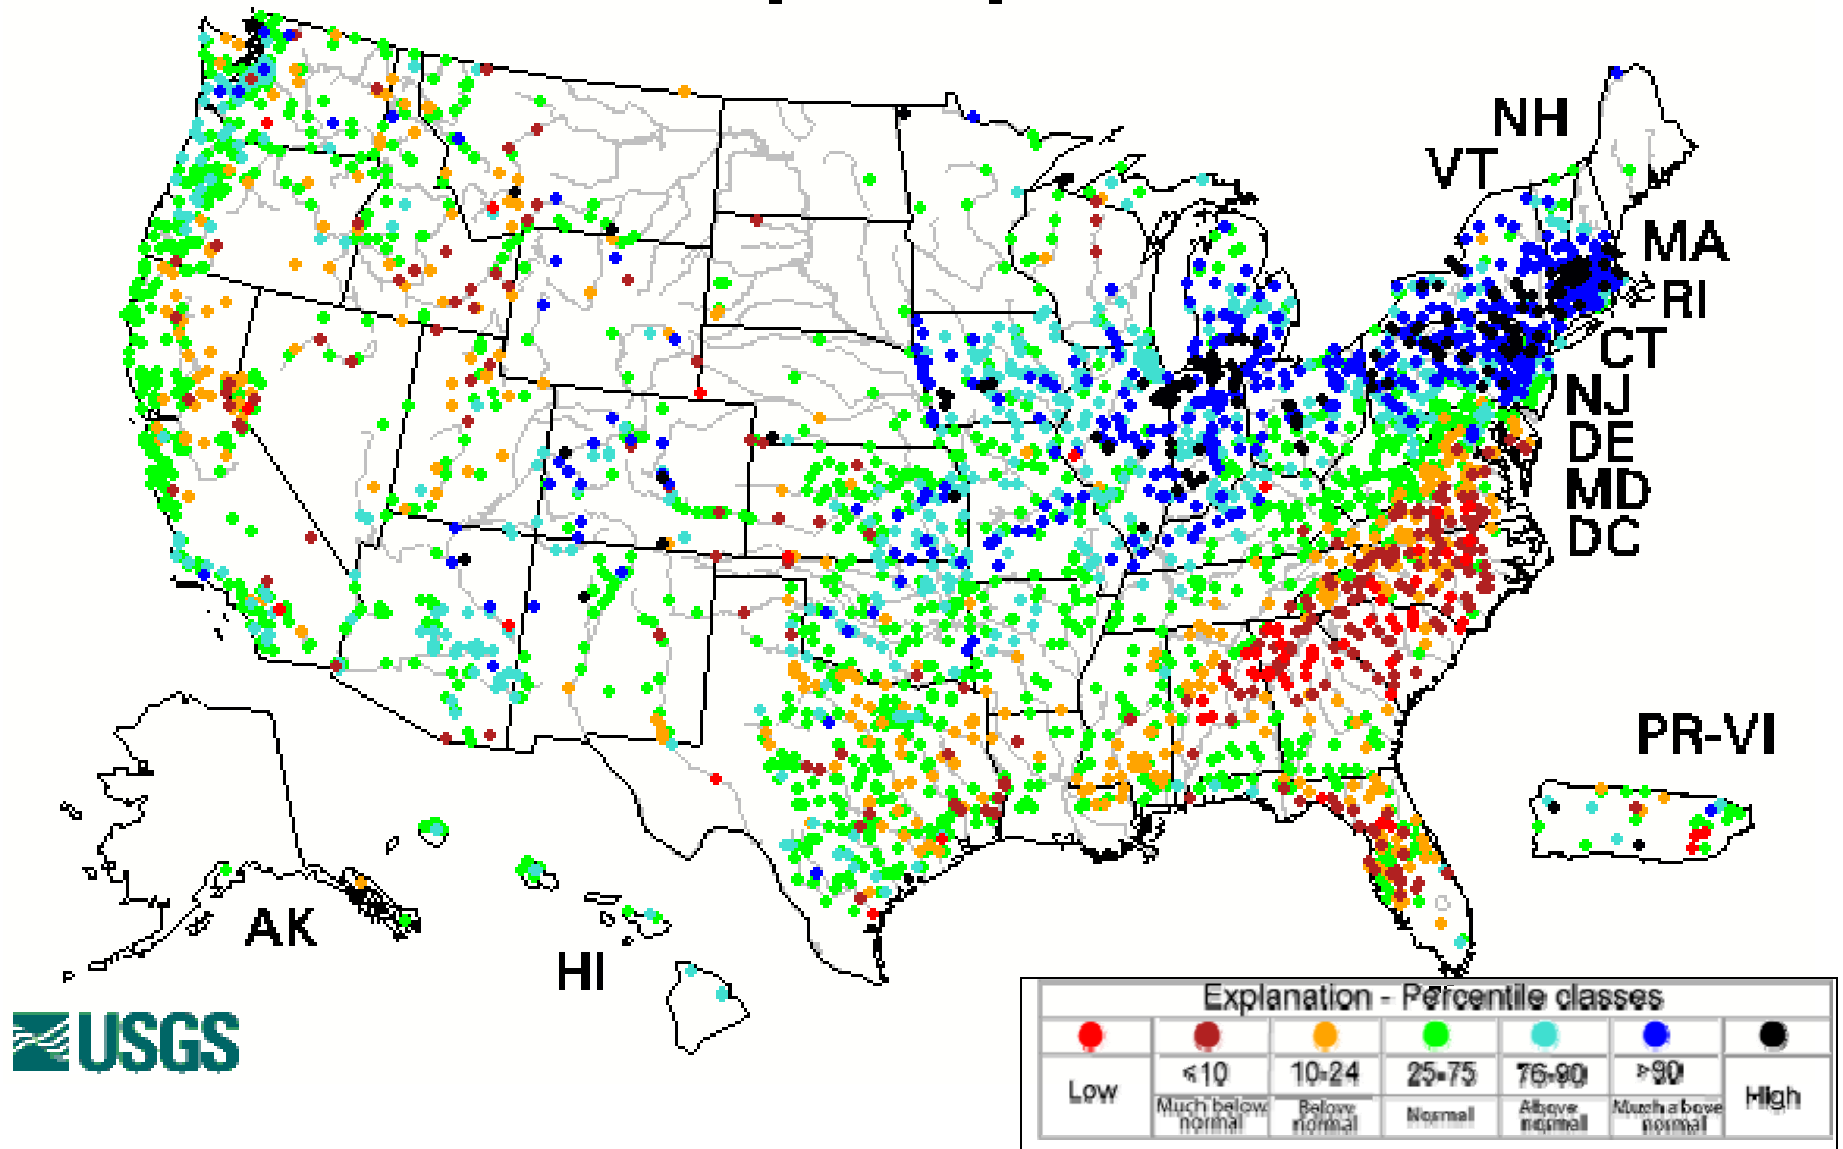 NH
VT
MA
RI
CT
NJ
DE
MD
DC
PR-VI
AK
HI
USGS
Explanation - Percentile classes
<10 10-24 25-75 76-90 >90
Low Much below normal Below normal Normal Above normal Much above normal High